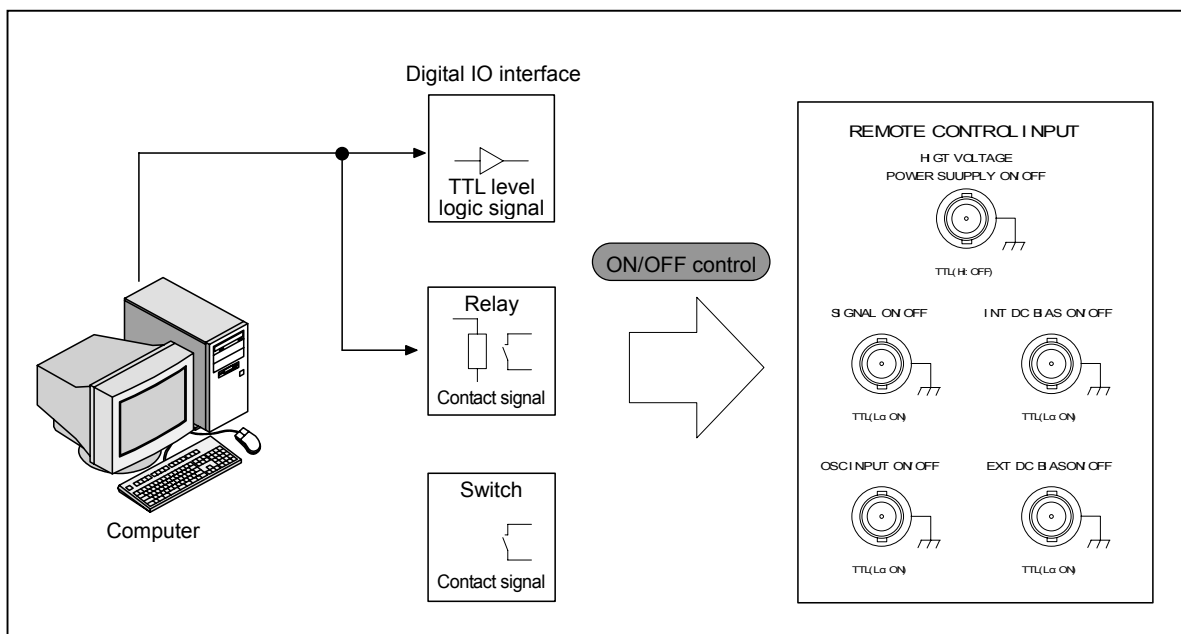 Digital IO interface
TTL level
logic signal
Relay
Contact signal
Switch
Contact signal
Computer
ON/OFF control
REMOTE CONTROL INPUT
HIGT VOLTAGE
POWER SUUPPLY ON/OFF
TTL(Hi: OFF)
SIGNAL ON/OFF
INT DC BIAS ON/OFF
TTL(Lo: ON)
TTL(Lo: ON)
OSC INPUT ON/OFF
EXT DC BIAS ON/OFF
TTL(Lo: ON)
TTL(Lo: ON)